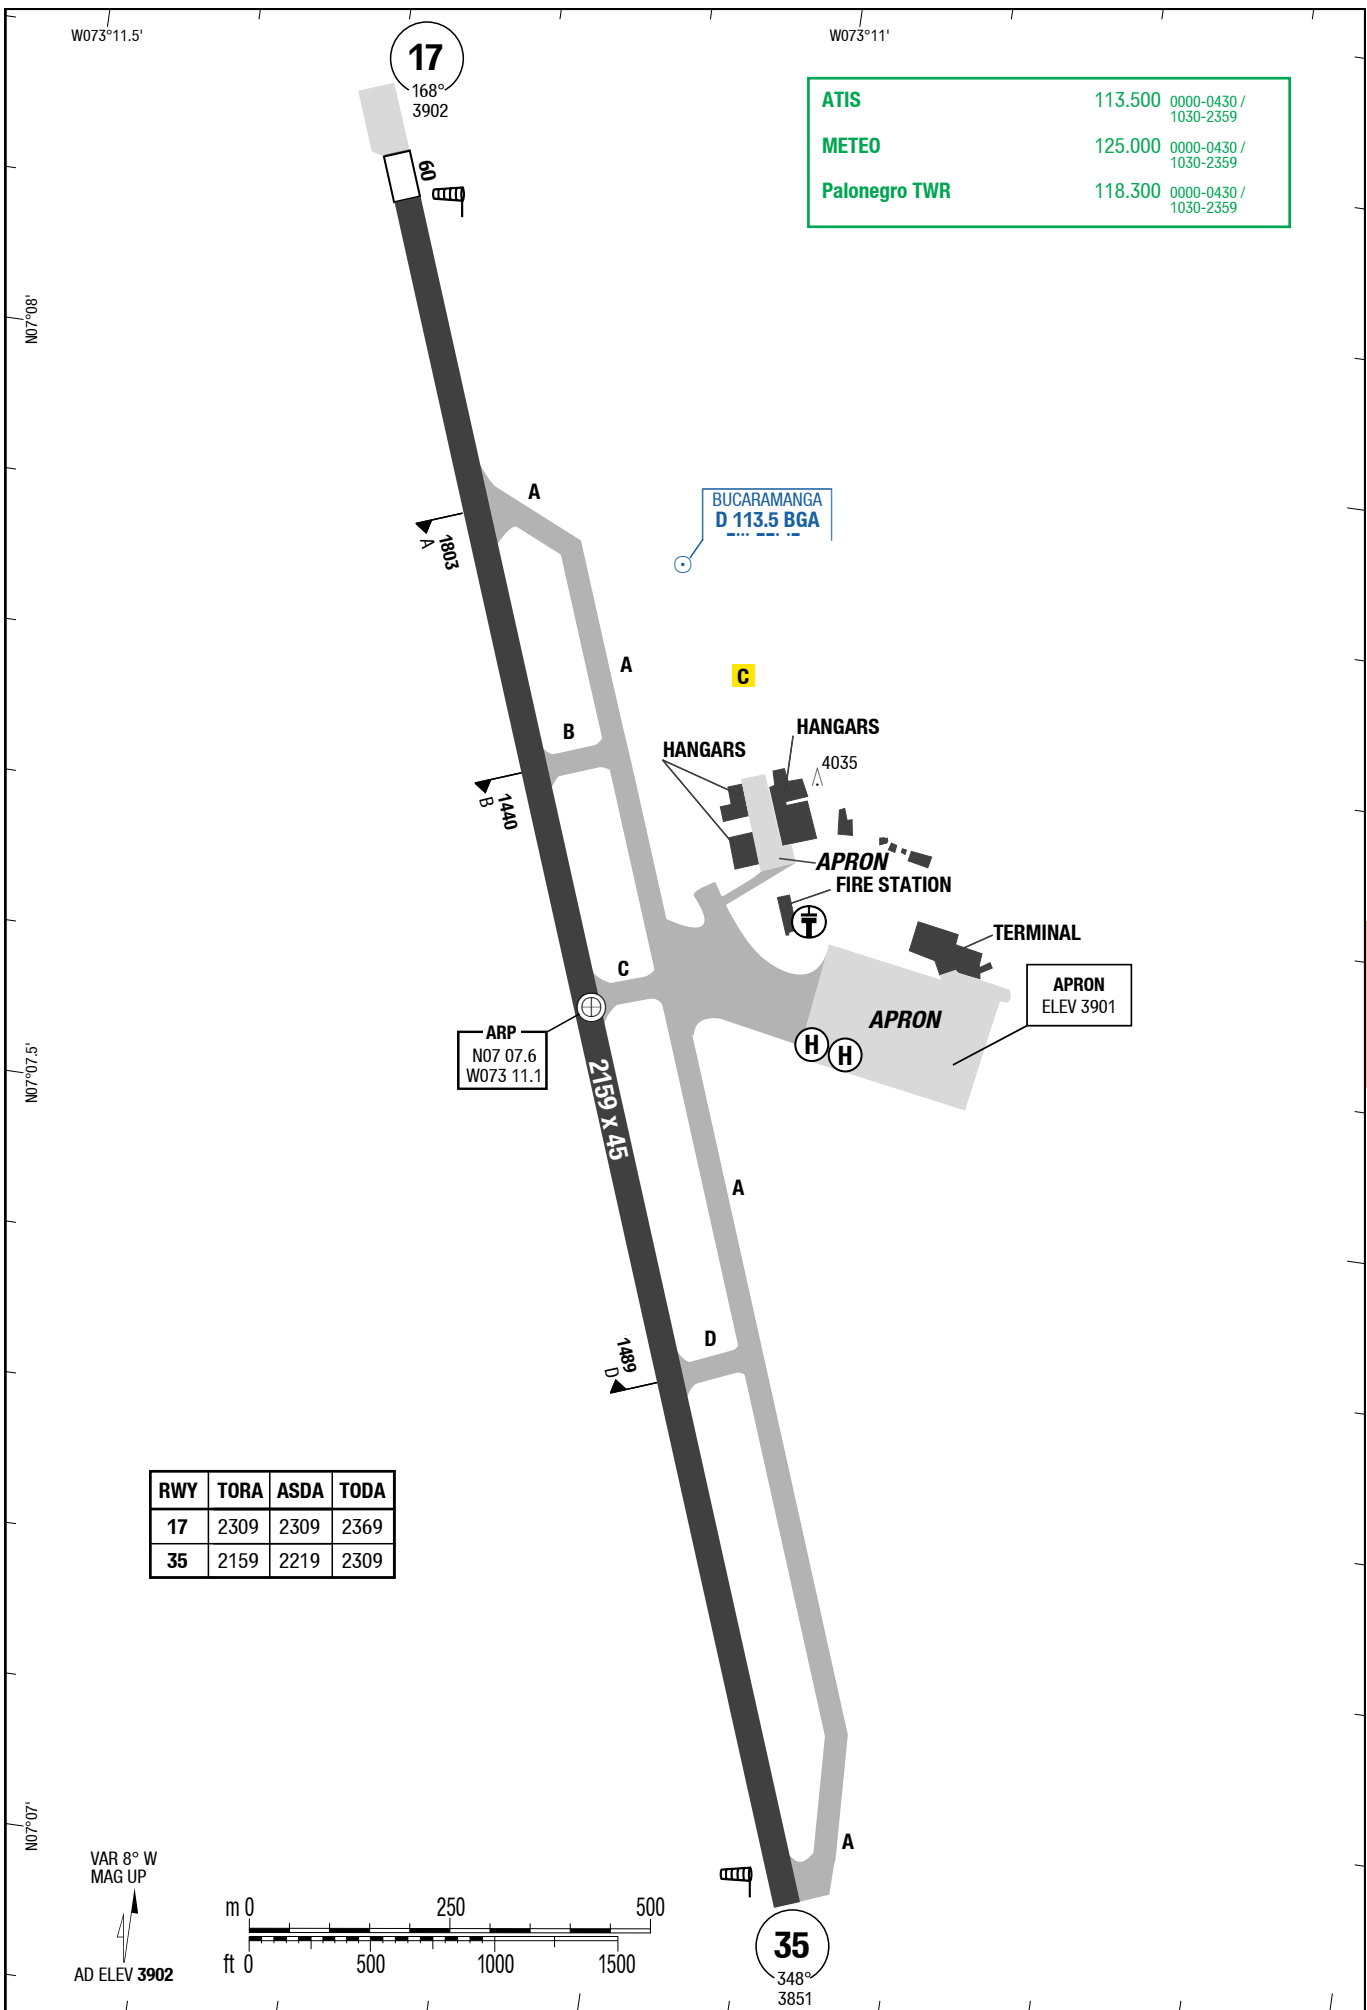 W073°11.5'
W073°11'
17
168°
3902
60
ATIS 113.500 0000-0430 /
1030-2359
METEO 125.000 0000-0430 /
1030-2359
Palonegro TWR 118.300 0000-0430 /
1030-2359
N07°08'
A
BUCARAMANGA
D 113.5 BGA
1803
A
A
C
B
HANGARS
HANGARS
4035
1440
B
APRON
FIRE STATION
TERMINAL
C
APRON
ELEV 3901
APRON
ARP
N07 07.6
W073 11.1
H
H
N07°07.5'
2159 x 45
A
D
1489
D
RWY TORA ASDA TODA
17 2309 2309 2369
35 2159 2219 2309
N07°07'
A
VAR 8° W
MAG UP
m 0 250 500
ft 0 500 1000 1500
AD ELEV 3902
35
348°
3851